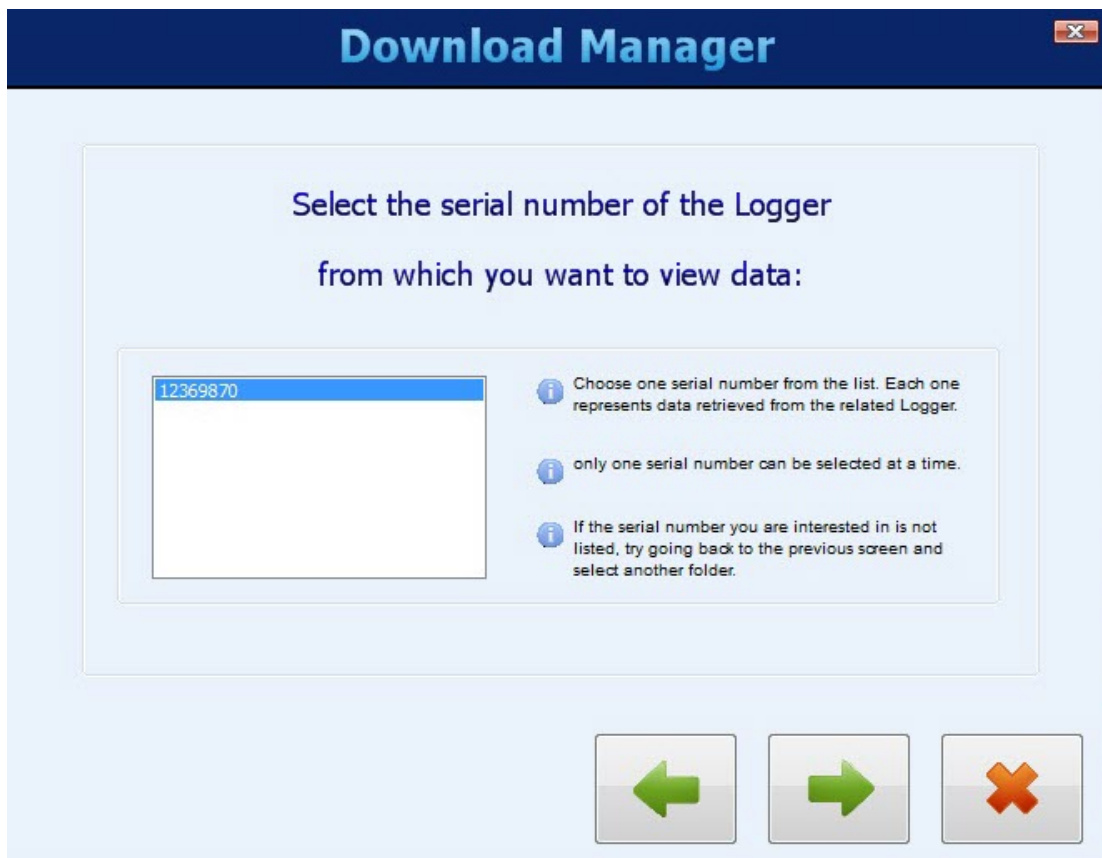 Download Manager
Select the serial number of the Logger
from which you want to view data:
12369870
Choose one serial number from the list. Each one
represents data retrieved from the related Logger.
only one serial number can be selected at a time.
If the serial number you are interested in is not
listed, try going back to the previous screen and
select another folder.